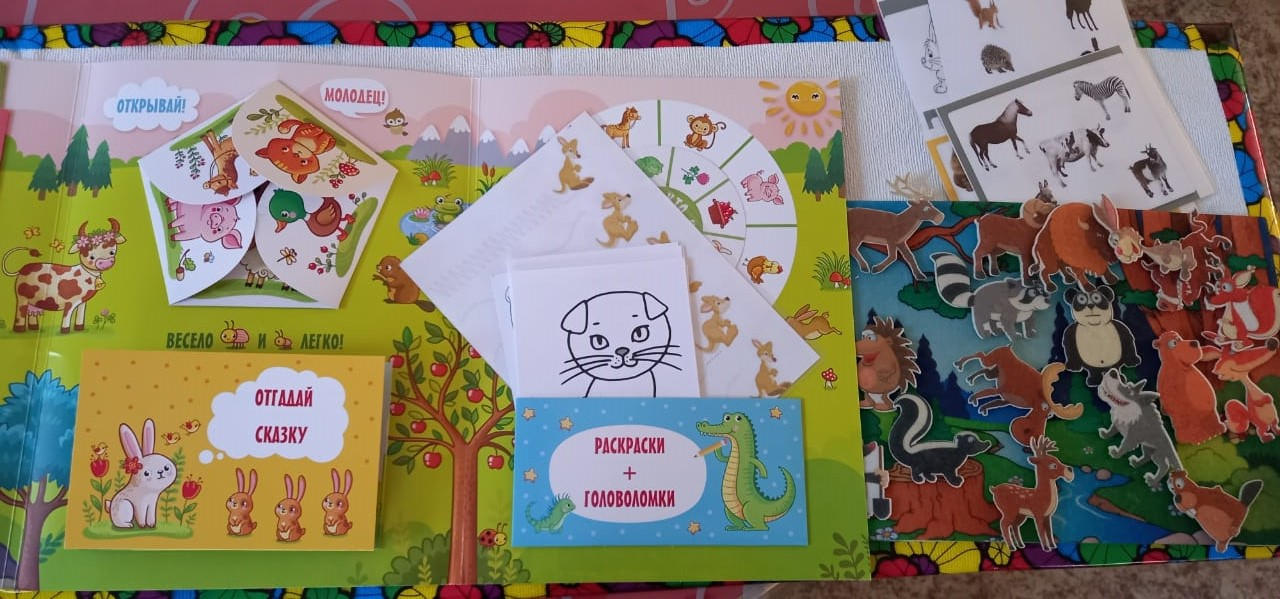 ОТКРЫВАЙ!
МОЛОДЕЦ!
ВЕСЕЛО И ЛЕГКО!
ОТГАДАЙ
СКАЗКУ
РАСКРАСКИ
+
ГОЛОВОЛОМКИ